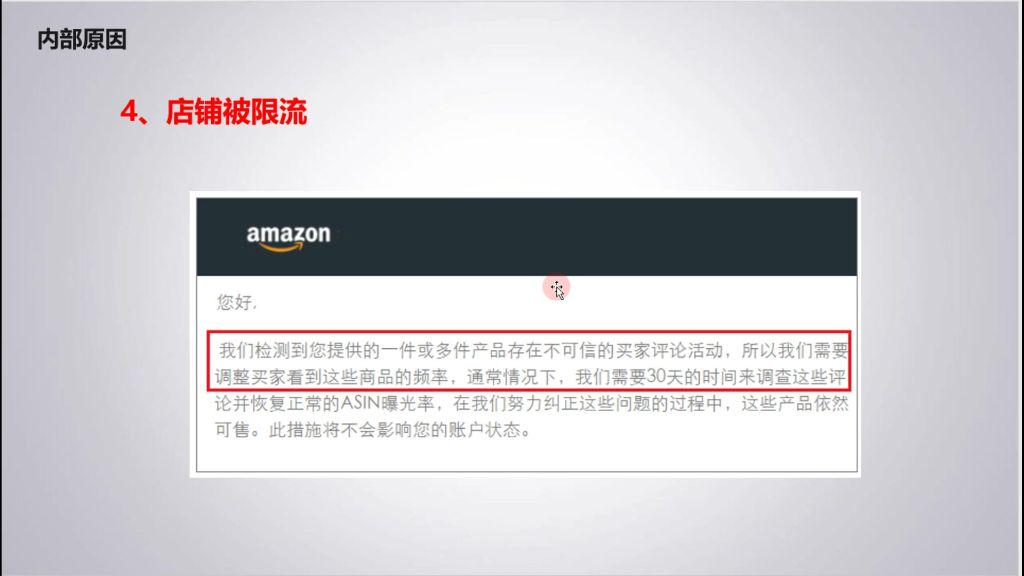 内部原因
4、店铺被限流
amazon
您好,
我们检测到您提供的一件或多件产品存在不可信的买家评论活动，所以我们需要
调整买家看到这些商品的频率，通常情况下，我们需要30天的时间来调查这些评
论并恢复正常的ASIN曝光率，在我们努力纠正这些问题的过程中，这些产品依然
可售。此措施将不会影响您的账户状态。